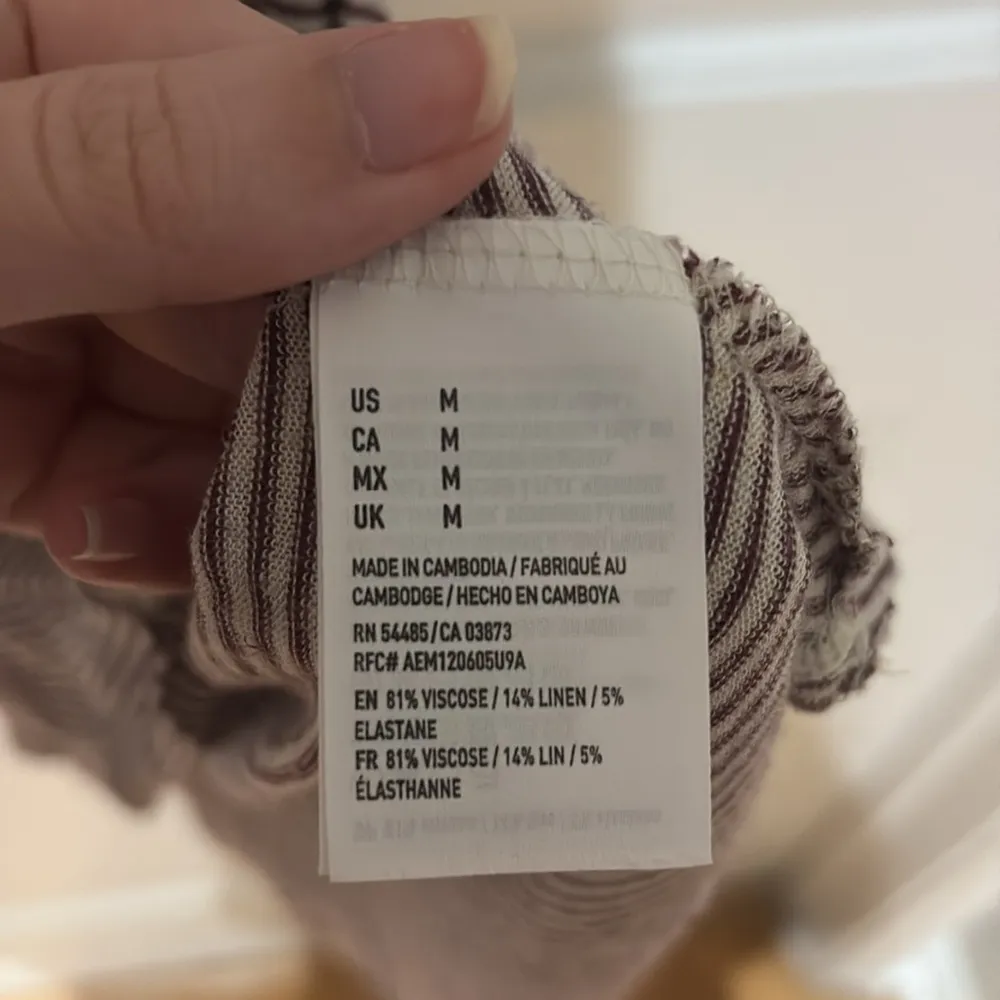 US M
CA M
MX M
UK M
MADE IN CAMBODIA / FABRIQUÉ AU
CAMBODGE / HECHO EN CAMBOYA
RN 54485/CA 03873
RFC# AEM120605U9A
EN 81% VISCOSE / 14% LINEN / 5%
ELASTANE
FR 81% VISCOSE / 14% LIN / 5%
ÉLASTHANNE